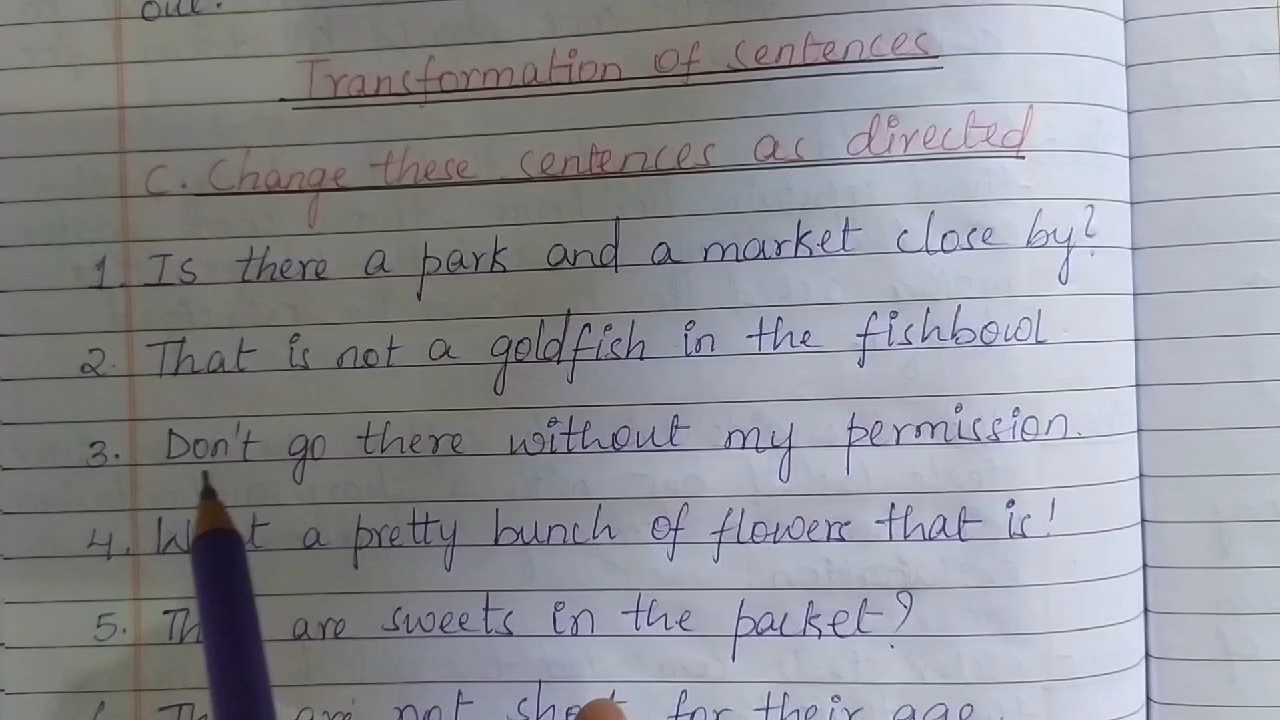 out.
Transformation of sentences
C. Change these sentences as directed
1. Is there a park and a market close by?
2. That is not a goldfish in the fishbowl
3. Don't go there without my permission.
4. a pretty bunch of flowers that is!
5. are sweets in the packet?
not for their age.